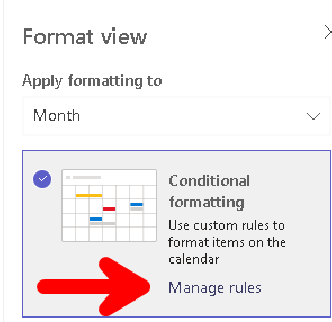 Format view
Apply formatting to
Month
Conditional
formatting
Use custom rules to
format items on the
calendar
Manage rules